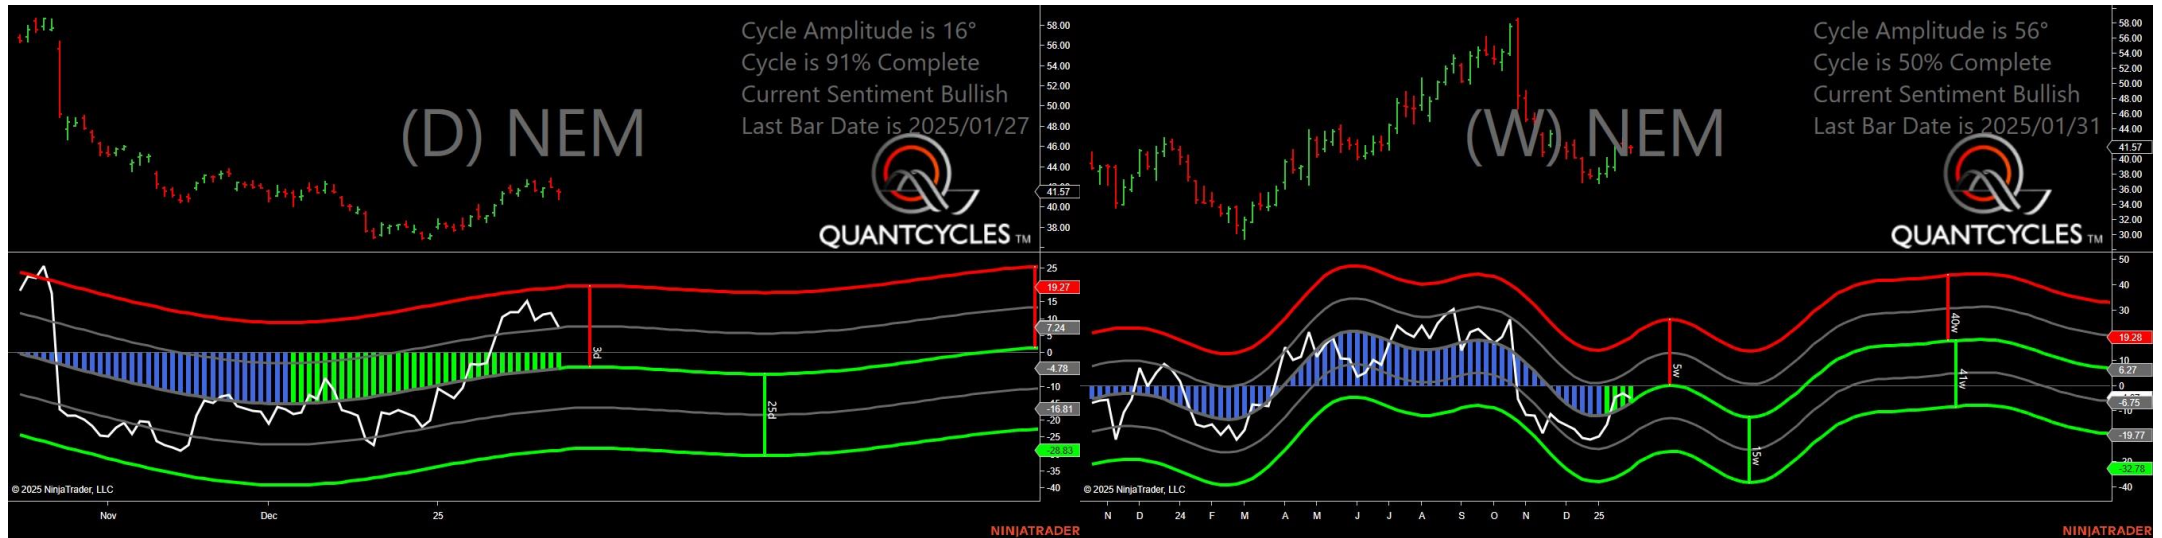 Cycle Amplitude is 16°
Cycle is 91% Complete
Current Sentiment Bullish
Last Bar Date is 2025/01/27
(D) NEM
QUANTCYCLES TM
58.00
56.00
54.00
52.00
50.00
48.00
46.00
44.00
41.57
40.00
38.00
25
19.27
15
10
7.24
5
0
-4.78
-10
-16.81
-20
-25
-28.83
-35
-40
3d
25d
© 2025 NinjaTrader, LLC
Nov Dec 25
NINJATRADER
Cycle Amplitude is 56°
Cycle is 50% Complete
Current Sentiment Bullish
Last Bar Date is 2025/01/31
(W) NEM
QUANTCYCLES TM
58.00
56.00
54.00
52.00
50.00
48.00
46.00
44.00
41.57
40.00
38.00
36.00
34.00
32.00
30.00
50
40
30
19.28
10
6.27
0
-6.75
-10
-19.77
-32.78
-40
5w
15w
40w
41w
© 2025 NinjaTrader, LLC
N D 24 F M A M J J A S O N D 25
NINJATRADER